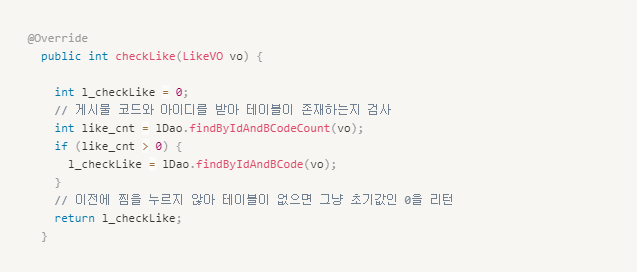 @Override
public int checkLike(LikeVO vo) {
int l_checkLike = 0;
// 게시물 코드와 아이디를 받아 테이블이 존재하는지 검사
int like_cnt = lDao.findByIdAndBCodeCount(vo);
if (like_cnt > 0) {
l_checkLike = lDao.findByIdAndBCode(vo);
}
// 이전에 찜을 누르지 않아 테이블이 없으면 그냥 초기값인 0을 리턴
return l_checkLike;
}